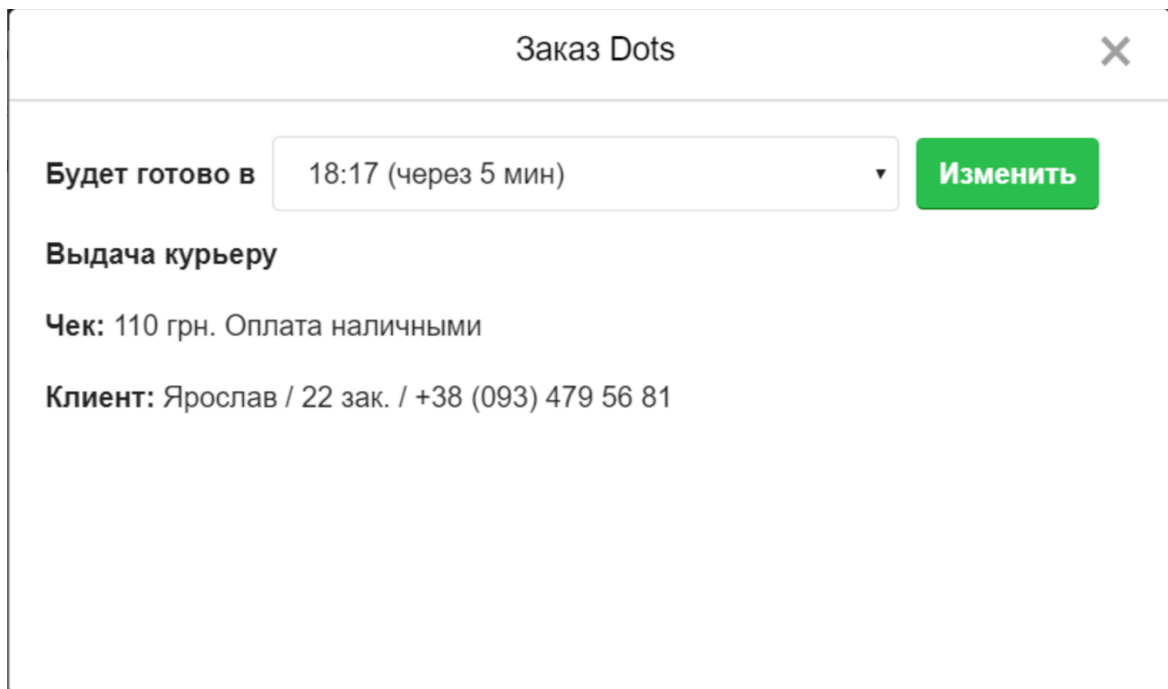 Заказ Dots
Будет готово в 18:17 (через 5 мин) Изменить
Выдача курьеру
Чек: 110 грн. Оплата наличными
Клиент: Ярослав / 22 зак. / +38 (093) 479 56 81